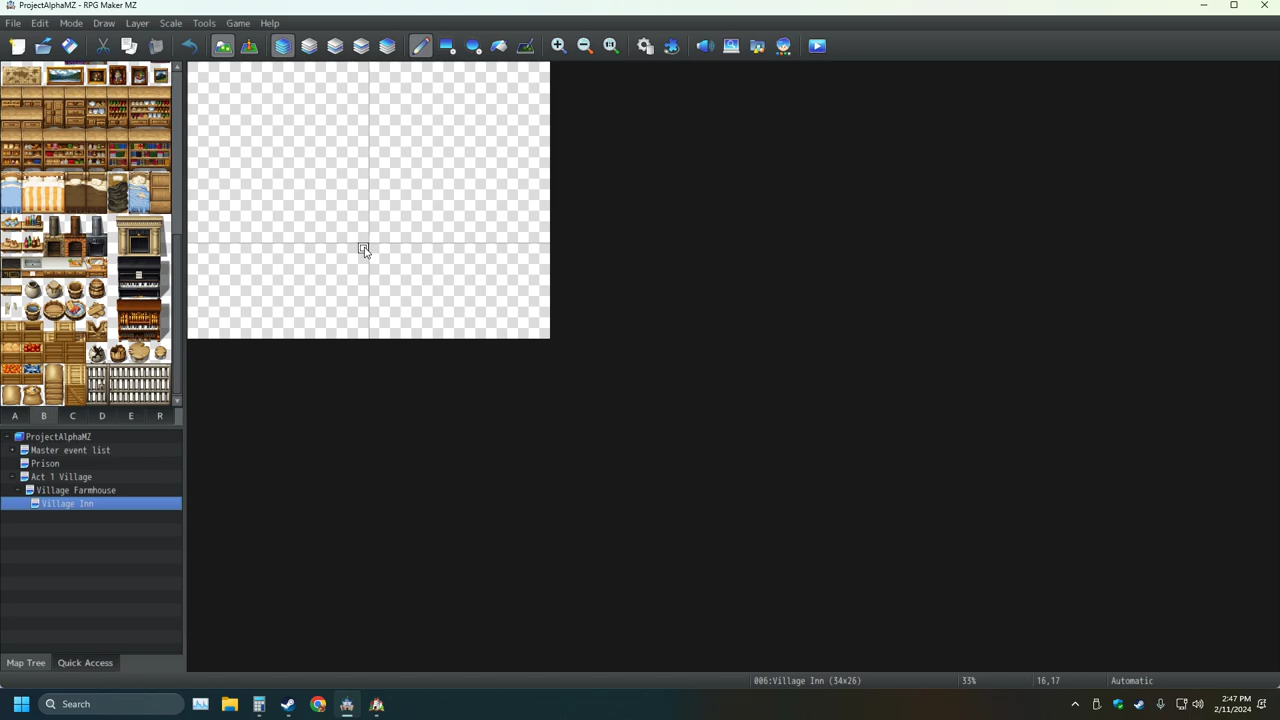 ProjectAlphaMZ - RPG Maker MZ
File Edit Mode Draw Layer Scale Tools Game Help
A B C D E R
ProjectAlphaMZ
Master event list
Prison
Act 1 Village
Village Farmhouse
Village Inn
Map Tree Quick Access
006:Village Inn (34x26) 33% 16,17 Automatic
Search
2:47 PM
2/11/2024